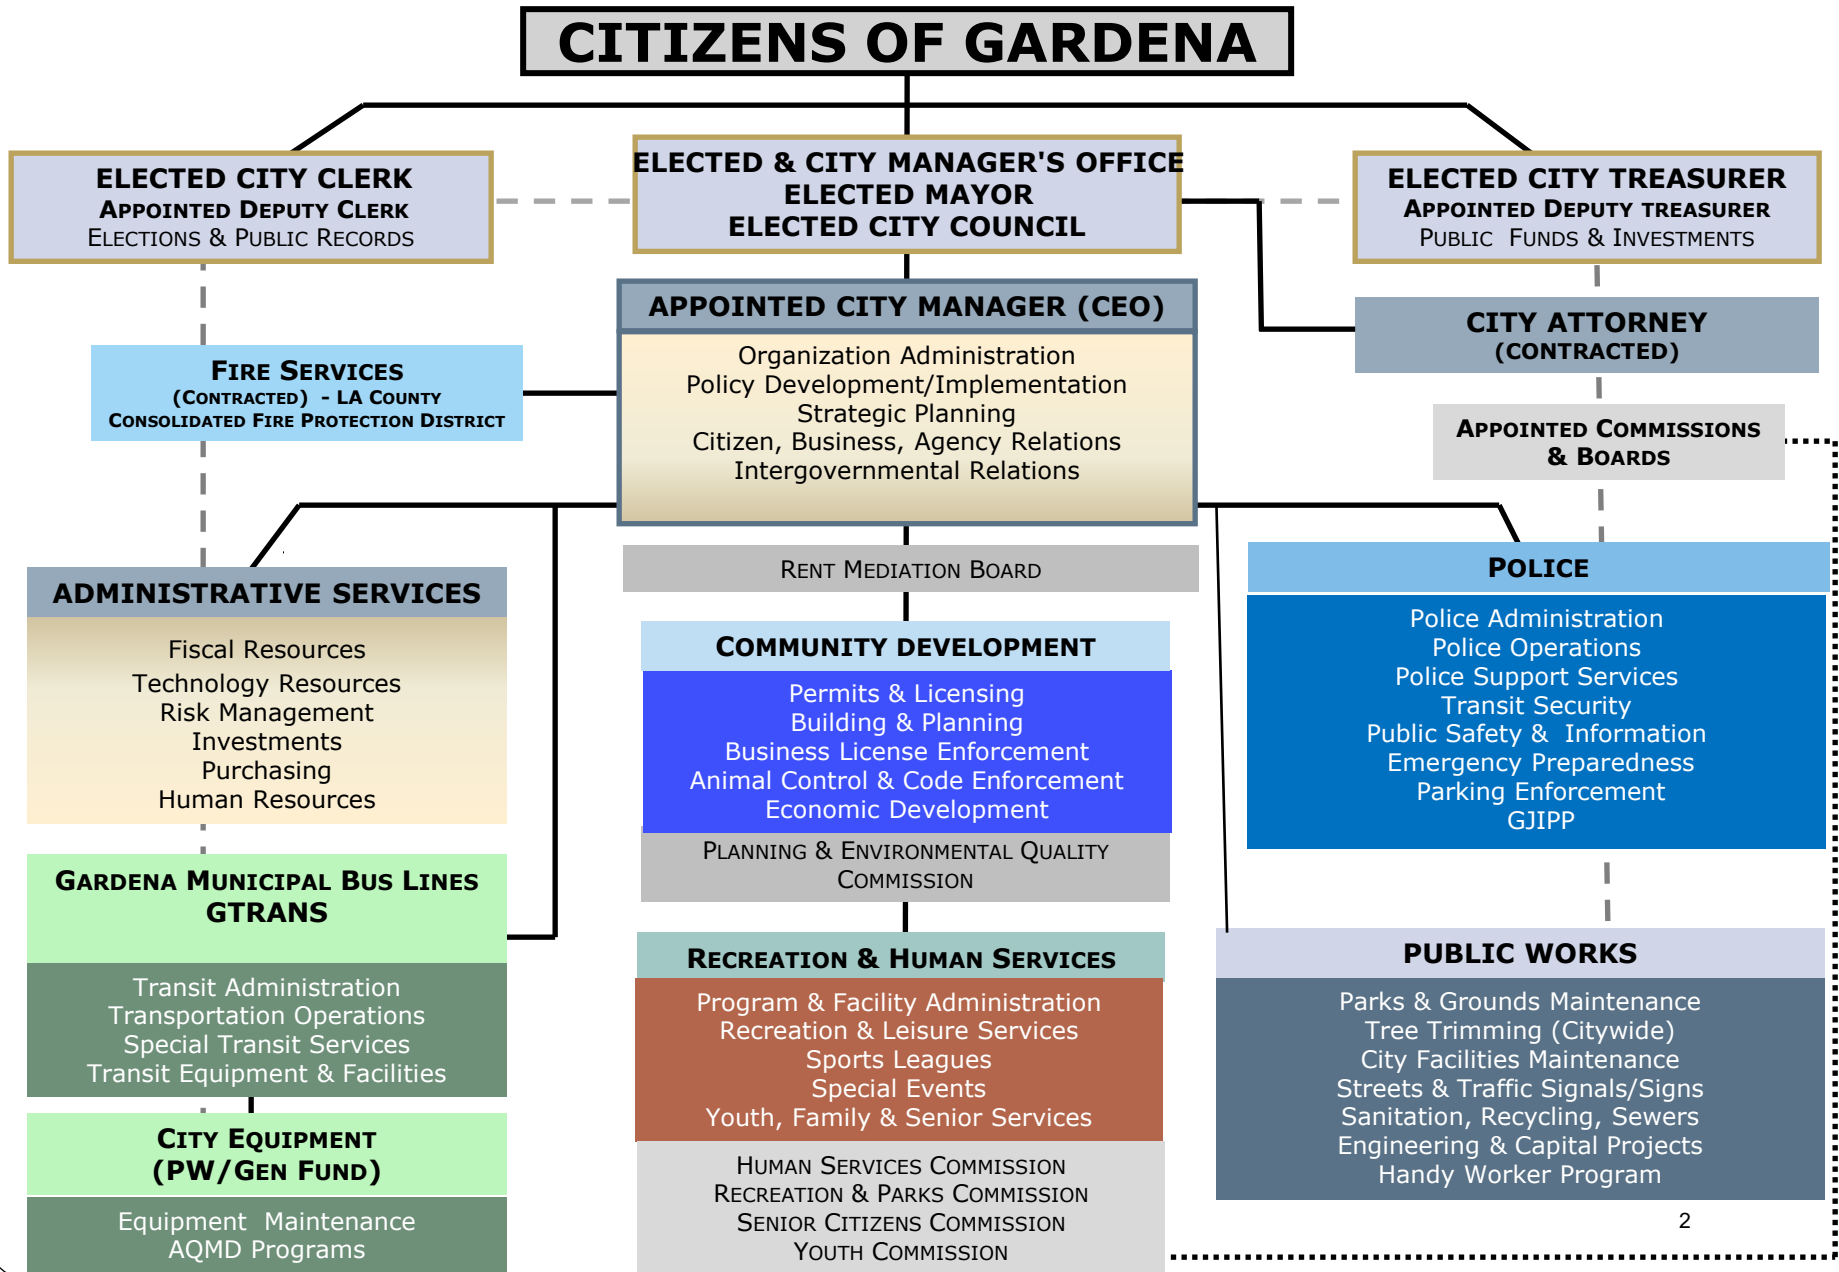 CITIZENS OF GARDENA
ELECTED CITY CLERK
APPOINTED DEPUTY CLERK
ELECTIONS & PUBLIC RECORDS
ELECTED & CITY MANAGER'S OFFICE
ELECTED MAYOR
ELECTED CITY COUNCIL
ELECTED CITY TREASURER
APPOINTED DEPUTY TREASURER
PUBLIC FUNDS & INVESTMENTS
APPOINTED CITY MANAGER (CEO)
Organization Administration
Policy Development/Implementation
Strategic Planning
Citizen, Business, Agency Relations
Intergovernmental Relations
CITY ATTORNEY
(CONTRACTED)
FIRE SERVICES
(CONTRACTED) - LA COUNTY
CONSOLIDATED FIRE PROTECTION DISTRICT
APPOINTED COMMISSIONS
& BOARDS
ADMINISTRATIVE SERVICES
Fiscal Resources
Technology Resources
Risk Management
Investments
Purchasing
Human Resources
RENT MEDIATION BOARD
COMMUNITY DEVELOPMENT
Permits & Licensing
Building & Planning
Business License Enforcement
Animal Control & Code Enforcement
Economic Development
PLANNING & ENVIRONMENTAL QUALITY
COMMISSION
POLICE
Police Administration
Police Operations
Police Support Services
Transit Security
Public Safety & Information
Emergency Preparedness
Parking Enforcement
GJIPP
GARDENA MUNICIPAL BUS LINES
GTRANS
Transit Administration
Transportation Operations
Special Transit Services
Transit Equipment & Facilities
RECREATION & HUMAN SERVICES
Program & Facility Administration
Recreation & Leisure Services
Sports Leagues
Special Events
Youth, Family & Senior Services
HUMAN SERVICES COMMISSION
RECREATION & PARKS COMMISSION
SENIOR CITIZENS COMMISSION
YOUTH COMMISSION
PUBLIC WORKS
Parks & Grounds Maintenance
Tree Trimming (Citywide)
City Facilities Maintenance
Streets & Traffic Signals/Signs
Sanitation, Recycling, Sewers
Engineering & Capital Projects
Handy Worker Program
CITY EQUIPMENT
(PW/GEN FUND)
Equipment Maintenance
AQMD Programs
2